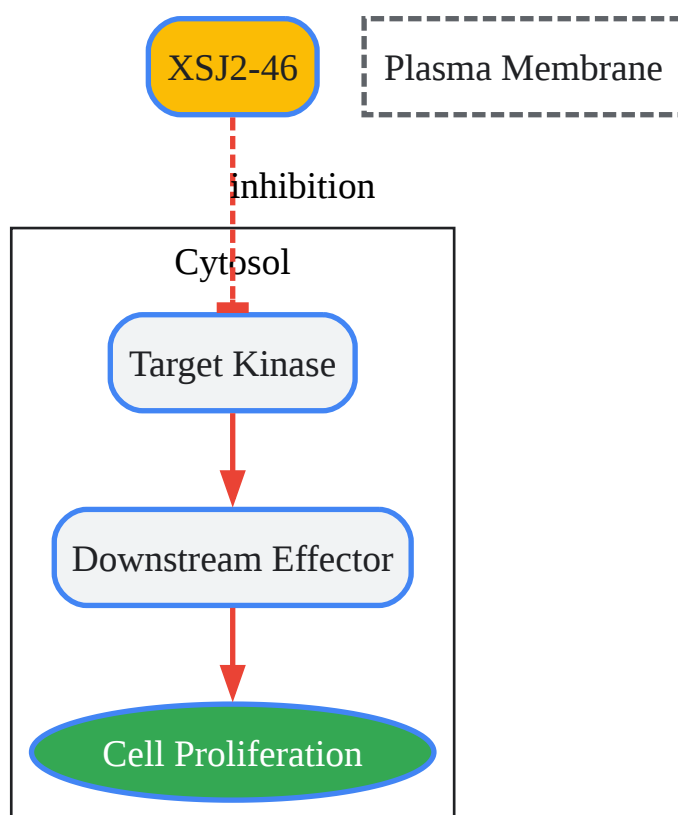 XSJ2-46
Plasma Membrane
inhibition
Cytosol
Target Kinase
Downstream Effector
Cell Proliferation